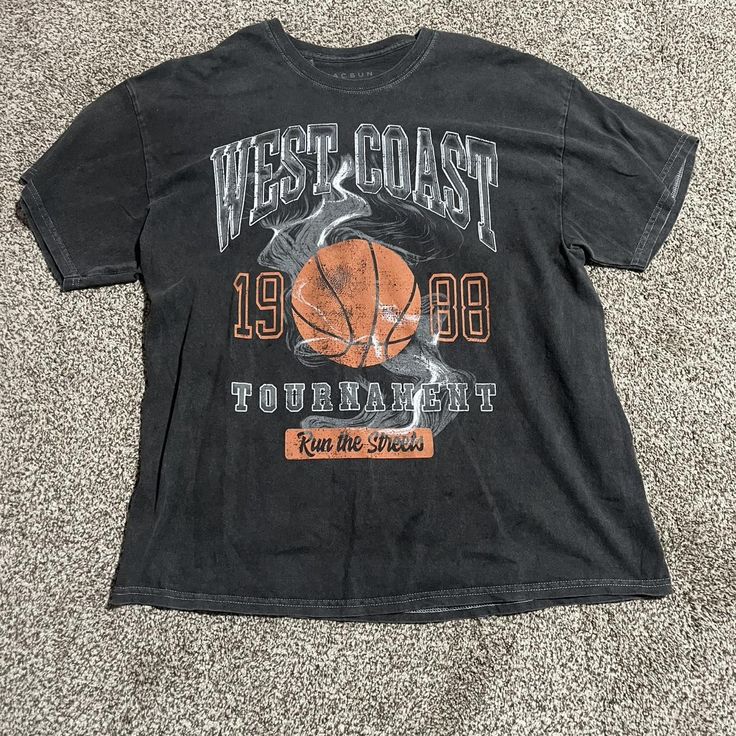 WEST COAST
19 88
TOURNAMENT
Run the Streets